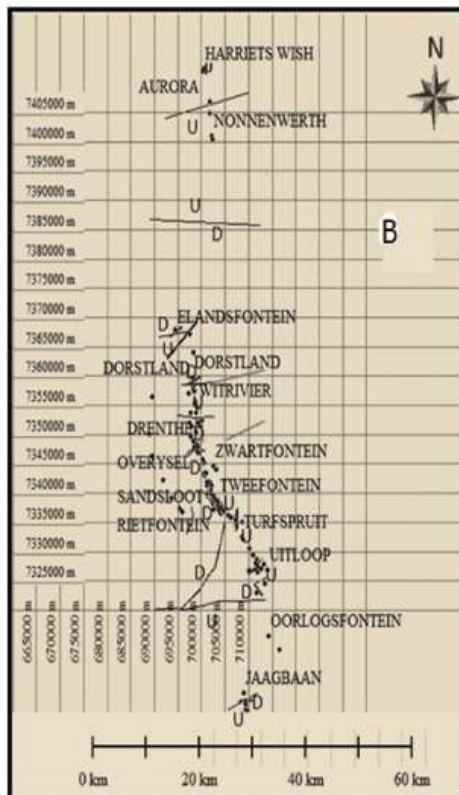 HARRIETS WISH
U
N
AURORA
7405000 m
U
NONNENWERTH
7400000 m
7395000 m
7390000 m
U
7385000 m
D
B
7380000 m
7375000 m
7370000 m
D
ELANDSFONTEIN
7365000 m
U
7360000 m
DORSTLAND
DORSTLAND
WITRIVIER
7355000 m
7350000 m
DRENTHE
ZWARTFONTEIN
7345000 m
OVERYSEL
D
TWEEFONTEIN
7340000 m
SANDSLOOT
U
7335000 m
D
TURFSPRUIT
RIETFONTEIN
U
7330000 m
UITLOOP
7325000 m
D
U
D
665000 m
670000 m
675000 m
680000 m
690000 m
695000 m
700000 m
705000 m
710000 m
OORLOGSFONTEIN
JAAGBAAN
D
U
0 km
20 km
40 km
60 km